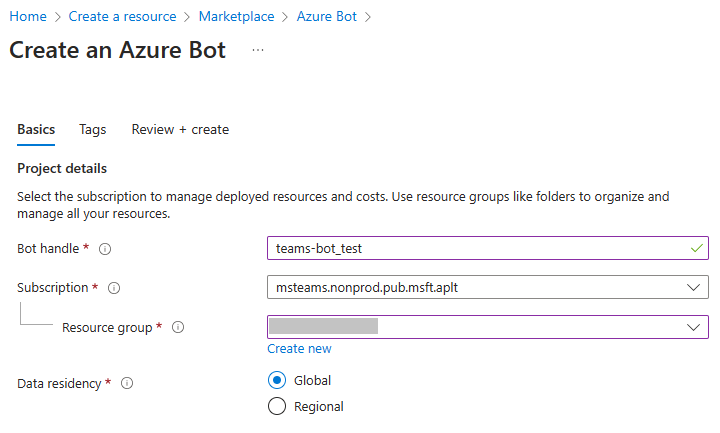 Home > Create a resource > Marketplace > Azure Bot >
Create an Azure Bot ...
Basics Tags Review + create
Project details
Select the subscription to manage deployed resources and costs. Use resource groups like folders to organize and
manage all your resources.
Bot handle * teams-bot_test
Subscription * msteams.nonprod.pub.msft.aplt
Resource group *
Create new
Data residency * Global
Regional